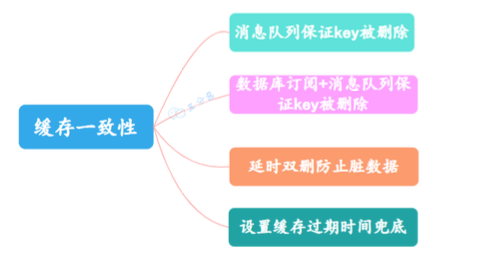 消息队列保证key被删除
数据库订阅+消息队列保
证key被删除
缓存一致性
延时双删防止脏数据
设置缓存过期时间兜底